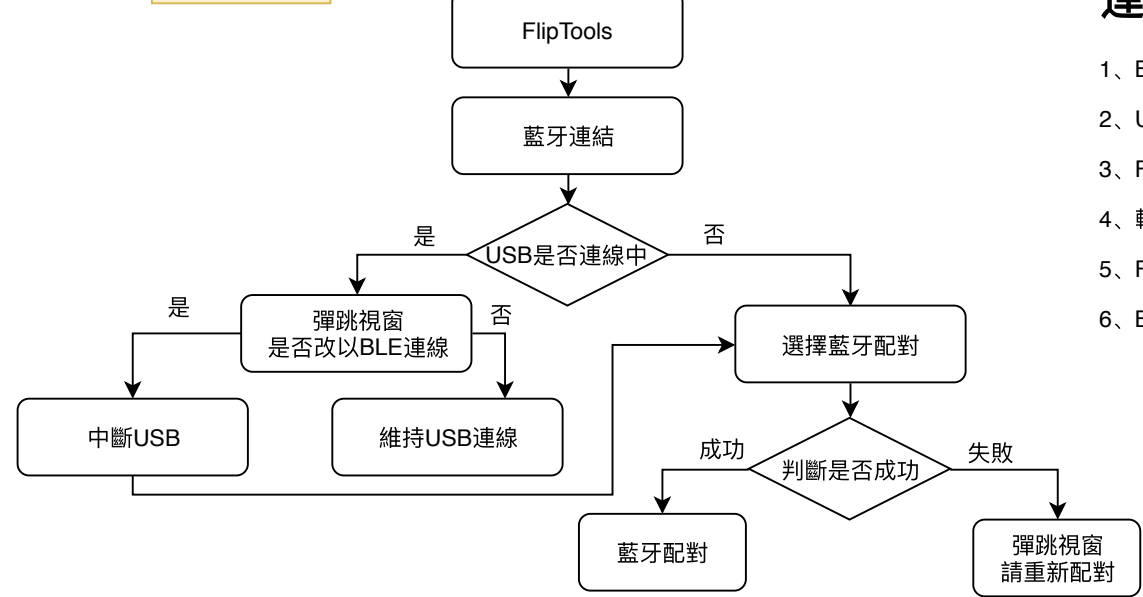 FlipTools
藍牙連結
USB是否連線中
是
否
彈跳視窗
是否改以BLE連線
是
否
選擇藍牙配對
中斷USB
維持USB連線
判斷是否成功
成功
失敗
藍牙配對
彈跳視窗
請重新配對
1、
2、
3、
4、
5、
6、